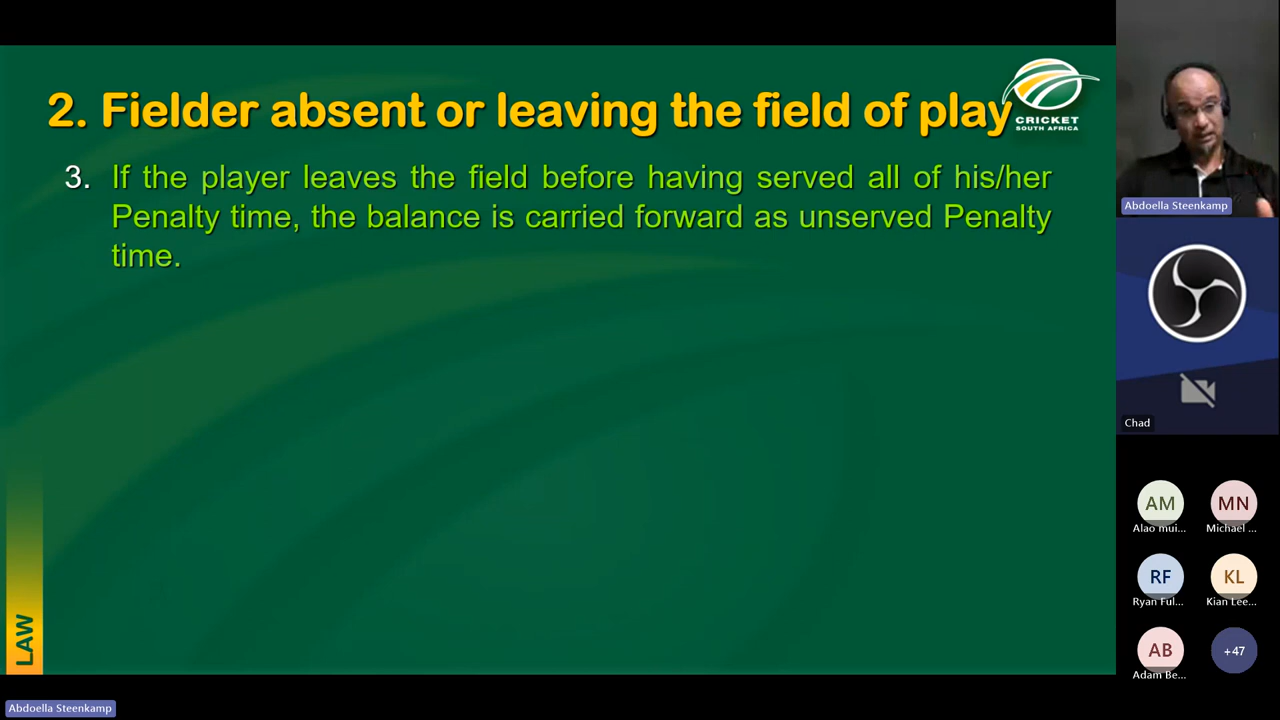 2. Fielder absent or leaving the field of play
CRICKET
SOUTH AFRICA
3. If the player leaves the field before having served all of his/her
Penalty time, the balance is carried forward as unserved Penalty
time.
LAW
Abdoella Steenkamp
Abdoella Steenkamp
Chad
AM
MN
Alao mui...
Michael ...
RF
KL
Ryan Ful...
Kian Lee...
AB
+47
Adam Be...